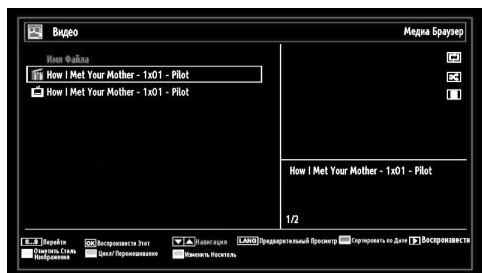 Видео
Медиа Браузер
Имя Файла
How I Met Your Mother - 1x01 - Pilot
How I Met Your Mother - 1x01 - Pilot
How I Met Your Mother - 1x01 - Pilot
1/2
0...9 Перейти OK Воспроизвести Этот Навигация LANG Предварительный Просмотр Сортировать по Дате Воспроизвести
Отметить Стиль Изображения Цикл/ Перемешивание Изменить Носитель